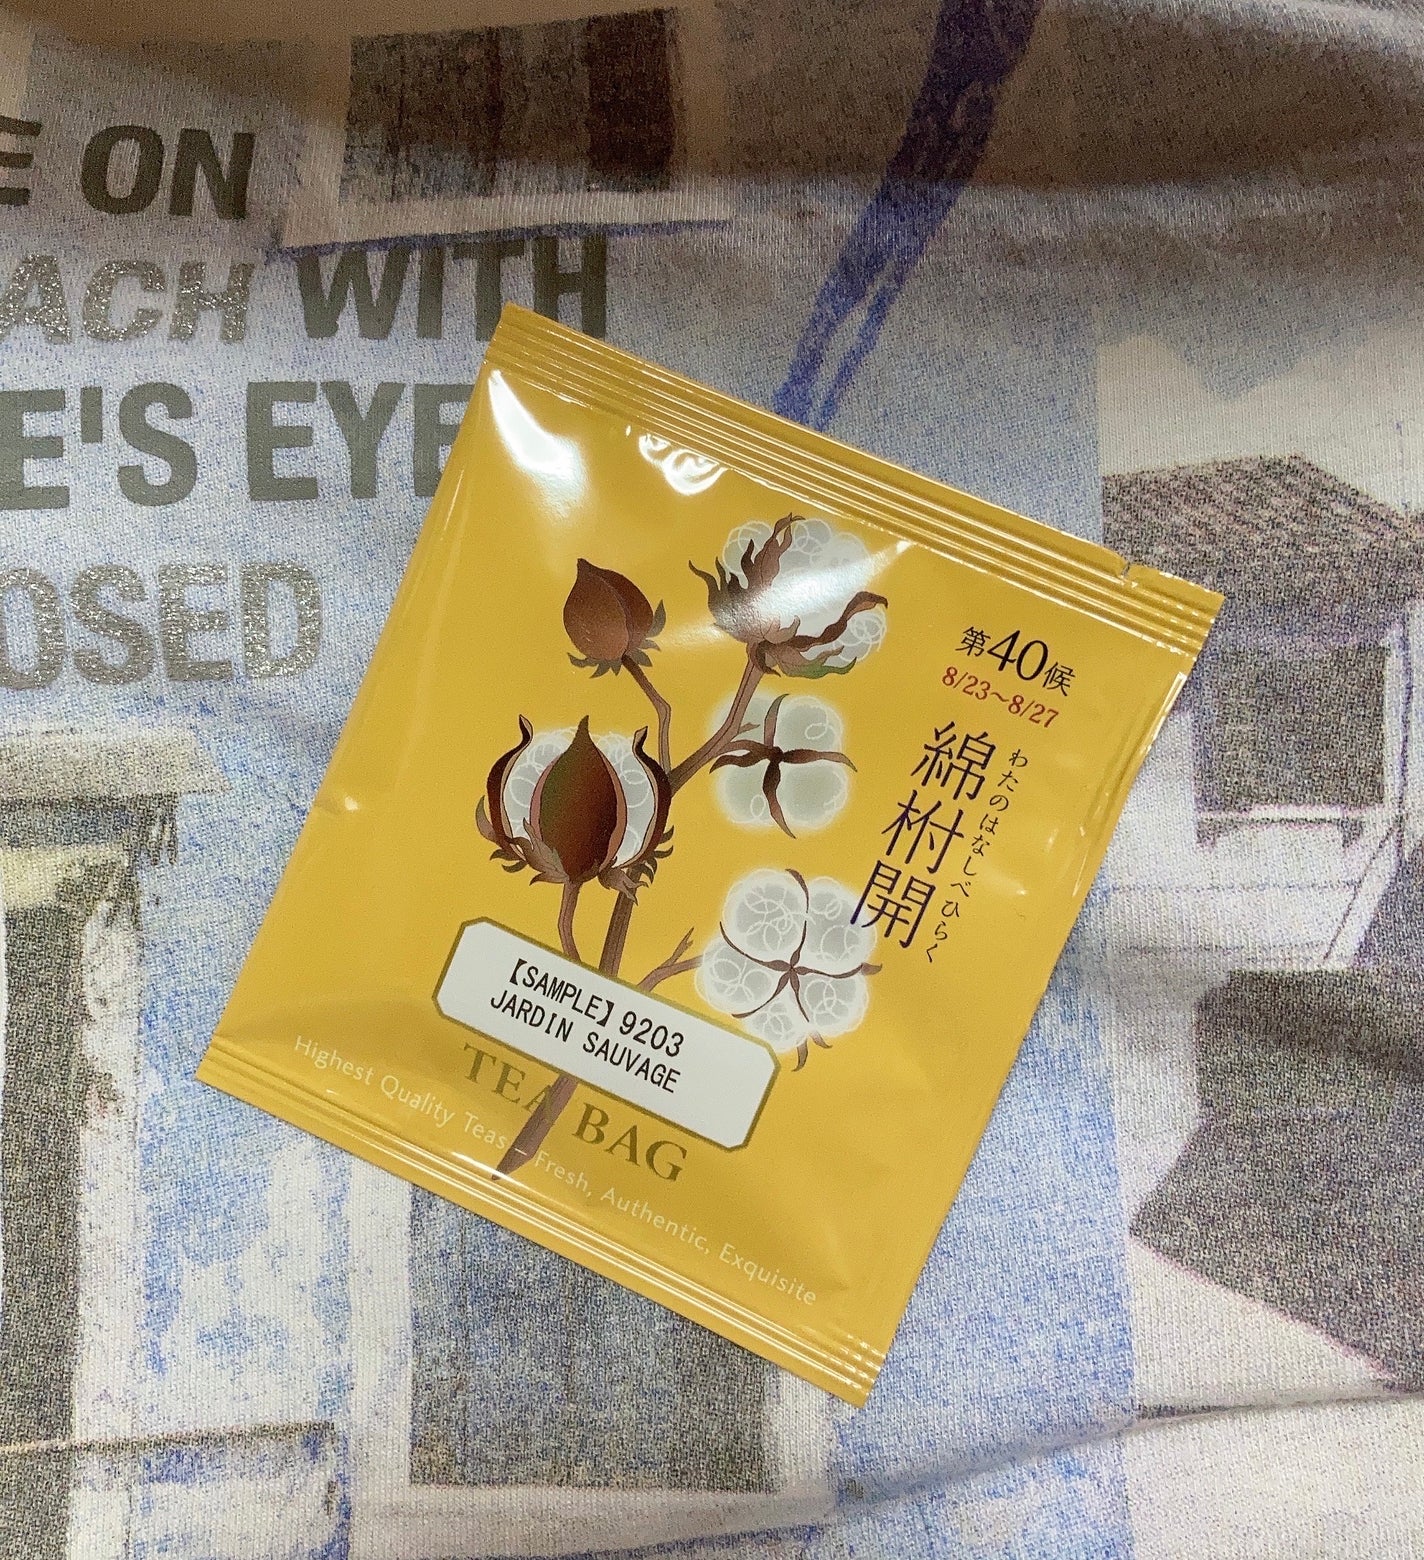 E ON
ACH WITH
E'S EYE
OSED
第40候
8/23~8/27
綿柎開
わたのはなしべひらく
【SAMPLE】9203
JARDIN SAUVAGE
TEA BAG
Highest Quality Teas – Fresh, Authentic, Exquisite